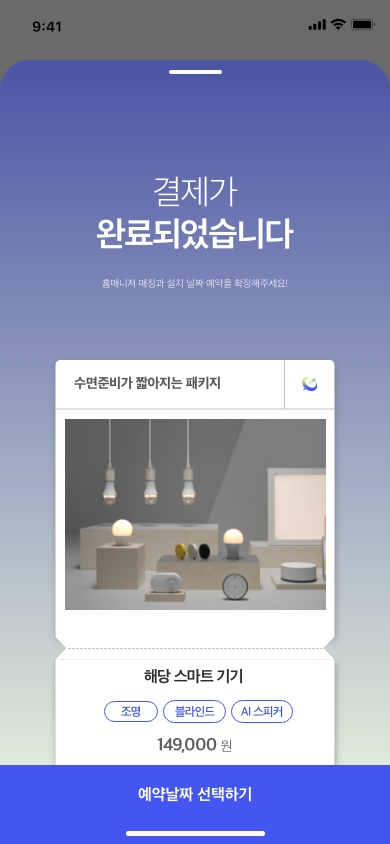 9:41
결제가
완료되었습니다
홈매니저 매칭과 설치 날짜 예약을 확정해주세요!
수면준비가 짧아지는 패키지
해당 스마트 기기
조명 블라인드 AI 스피커
149,000 원
예약날짜 선택하기